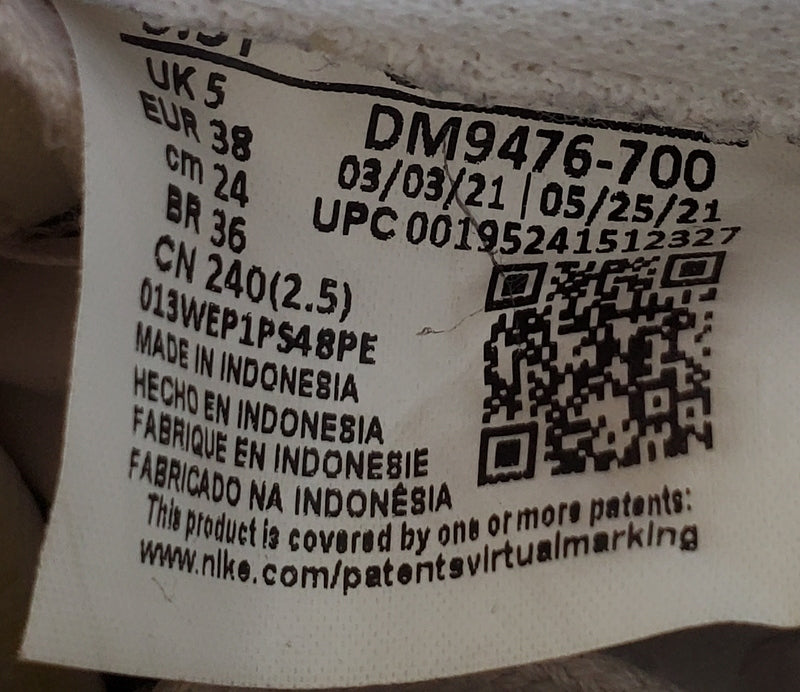 UK 5
EUR 38
cm 24
BR 36
CN 240(2.5)
013WEP1PS48PE
DM9476-700
03/03/21 | 05/25/21
UPC 00195241512327
MADE IN INDONESIA
HECHO EN INDONESIA
FABRIQUE EN INDONESIE
FABRICADO NA INDONÉSIA
This product is covered by one or more patents:
www.nike.com/patentsvirtualmarking